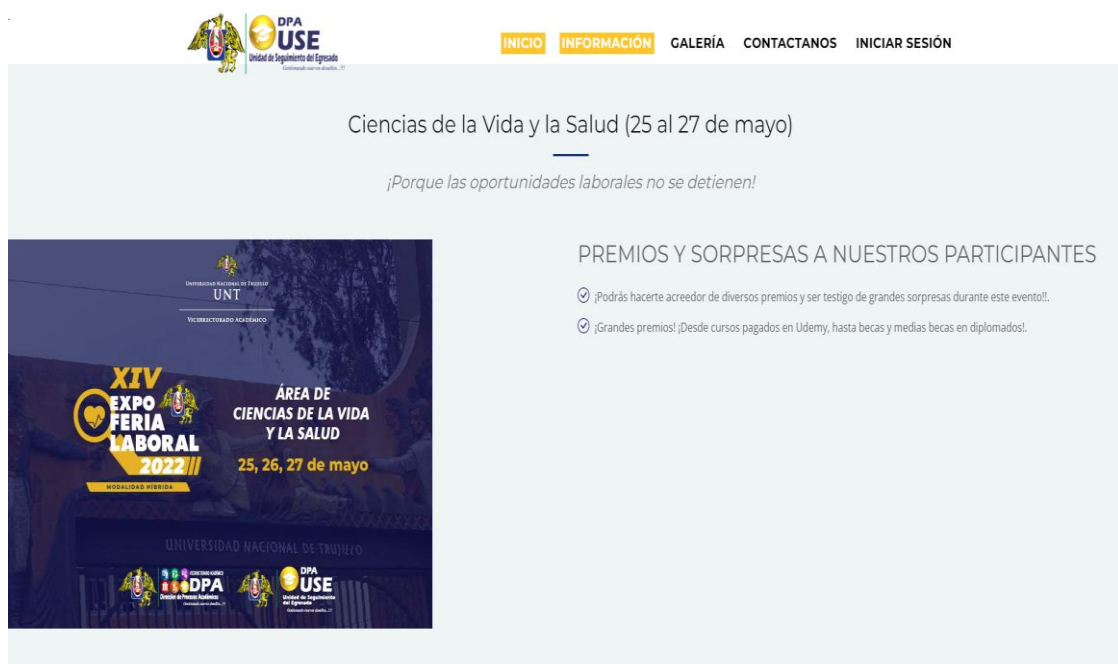 DPA
USE
Unidad de Seguimiento del Egresado
INICIO INFORMACIÓN GALERÍA CONTACTANOS INICIAR SESIÓN
Ciencias de la Vida y la Salud (25 al 27 de mayo)
¡Porque las oportunidades laborales no se detienen!
UNIVERSIDAD NACIONAL DE TRUJILLO
UNT
VICERRECTORADO ACADÉMICO
XIV
EXPO
FERIA
LABORAL
2022
MODALIDAD HÍBRIDA
ÁREA DE
CIENCIAS DE LA VIDA
Y LA SALUD
25, 26, 27 de mayo
UNIVERSIDAD NACIONAL DE TRUJILLO
VICERRECTORADO ACADÉMICO
DPA
Dirección de Procesos Académicos
DPA
USE
Unidad de Seguimiento
del Egresado
PREMIOS Y SORPRESAS A NUESTROS PARTICIPANTES
¡Podrás hacerte acreedor de diversos premios y ser testigo de grandes sorpresas durante este evento!!.
¡Grandes premios! ¡Desde cursos pagados en Udemy, hasta becas y medias becas en diplomados!.